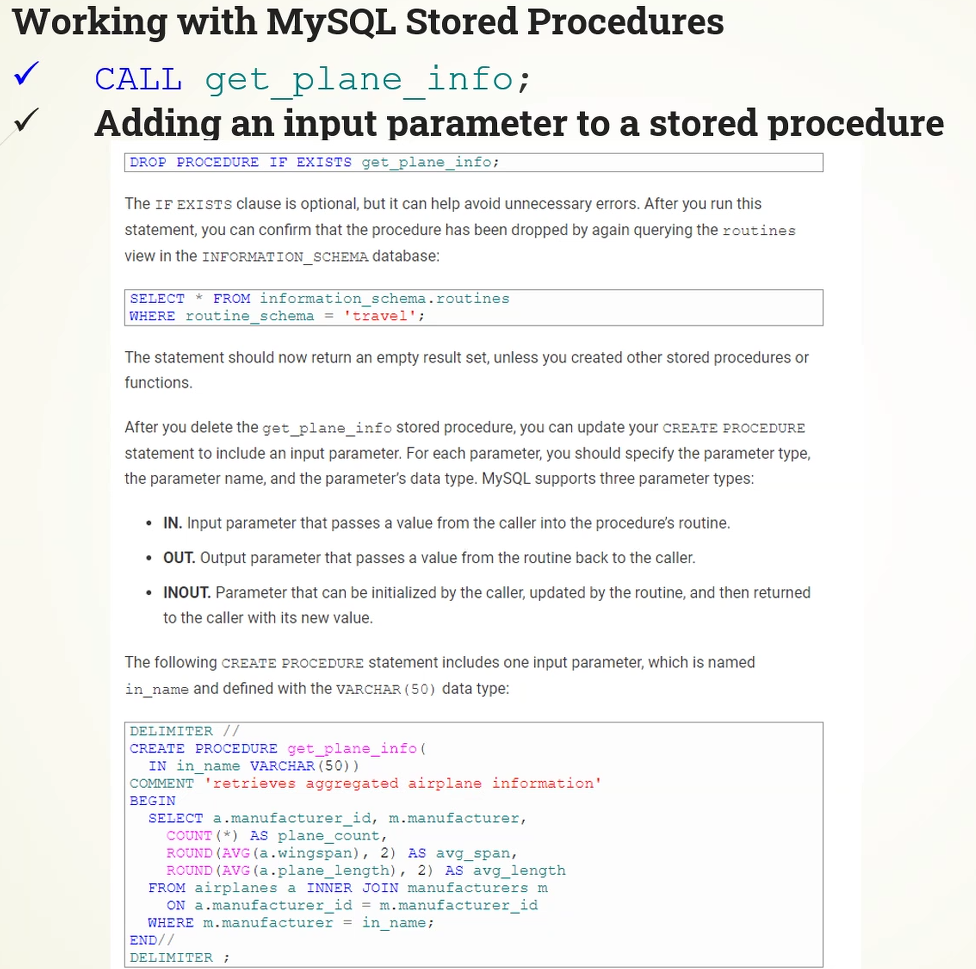 Working with MySQL Stored Procedures
✓ CALL get_plane_info;
✓ Adding an input parameter to a stored procedure
DROP PROCEDURE IF EXISTS get_plane_info;
The IF EXISTS clause is optional, but it can help avoid unnecessary errors. After you run this
statement, you can confirm that the procedure has been dropped by again querying the routines
view in the INFORMATION_SCHEMA database:
SELECT * FROM information_schema.routines
WHERE routine_schema = 'travel';
The statement should now return an empty result set, unless you created other stored procedures or
functions.
After you delete the get_plane_info stored procedure, you can update your CREATE PROCEDURE
statement to include an input parameter. For each parameter, you should specify the parameter type,
the parameter name, and the parameter’s data type. MySQL supports three parameter types:
• IN. Input parameter that passes a value from the caller into the procedure’s routine.
• OUT. Output parameter that passes a value from the routine back to the caller.
• INOUT. Parameter that can be initialized by the caller, updated by the routine, and then returned
to the caller with its new value.
The following CREATE PROCEDURE statement includes one input parameter, which is named
in_name and defined with the VARCHAR(50) data type:
DELIMITER //
CREATE PROCEDURE get_plane_info(
  IN in_name VARCHAR(50))
COMMENT 'retrieves aggregated airplane information'
BEGIN
  SELECT a.manufacturer_id, m.manufacturer,
    COUNT(*) AS plane_count,
    ROUND(AVG(a.wingspan), 2) AS avg_span,
    ROUND(AVG(a.plane_length), 2) AS avg_length
  FROM airplanes a INNER JOIN manufacturers m
    ON a.manufacturer_id = m.manufacturer_id
  WHERE m.manufacturer = in_name;
END//
DELIMITER ;